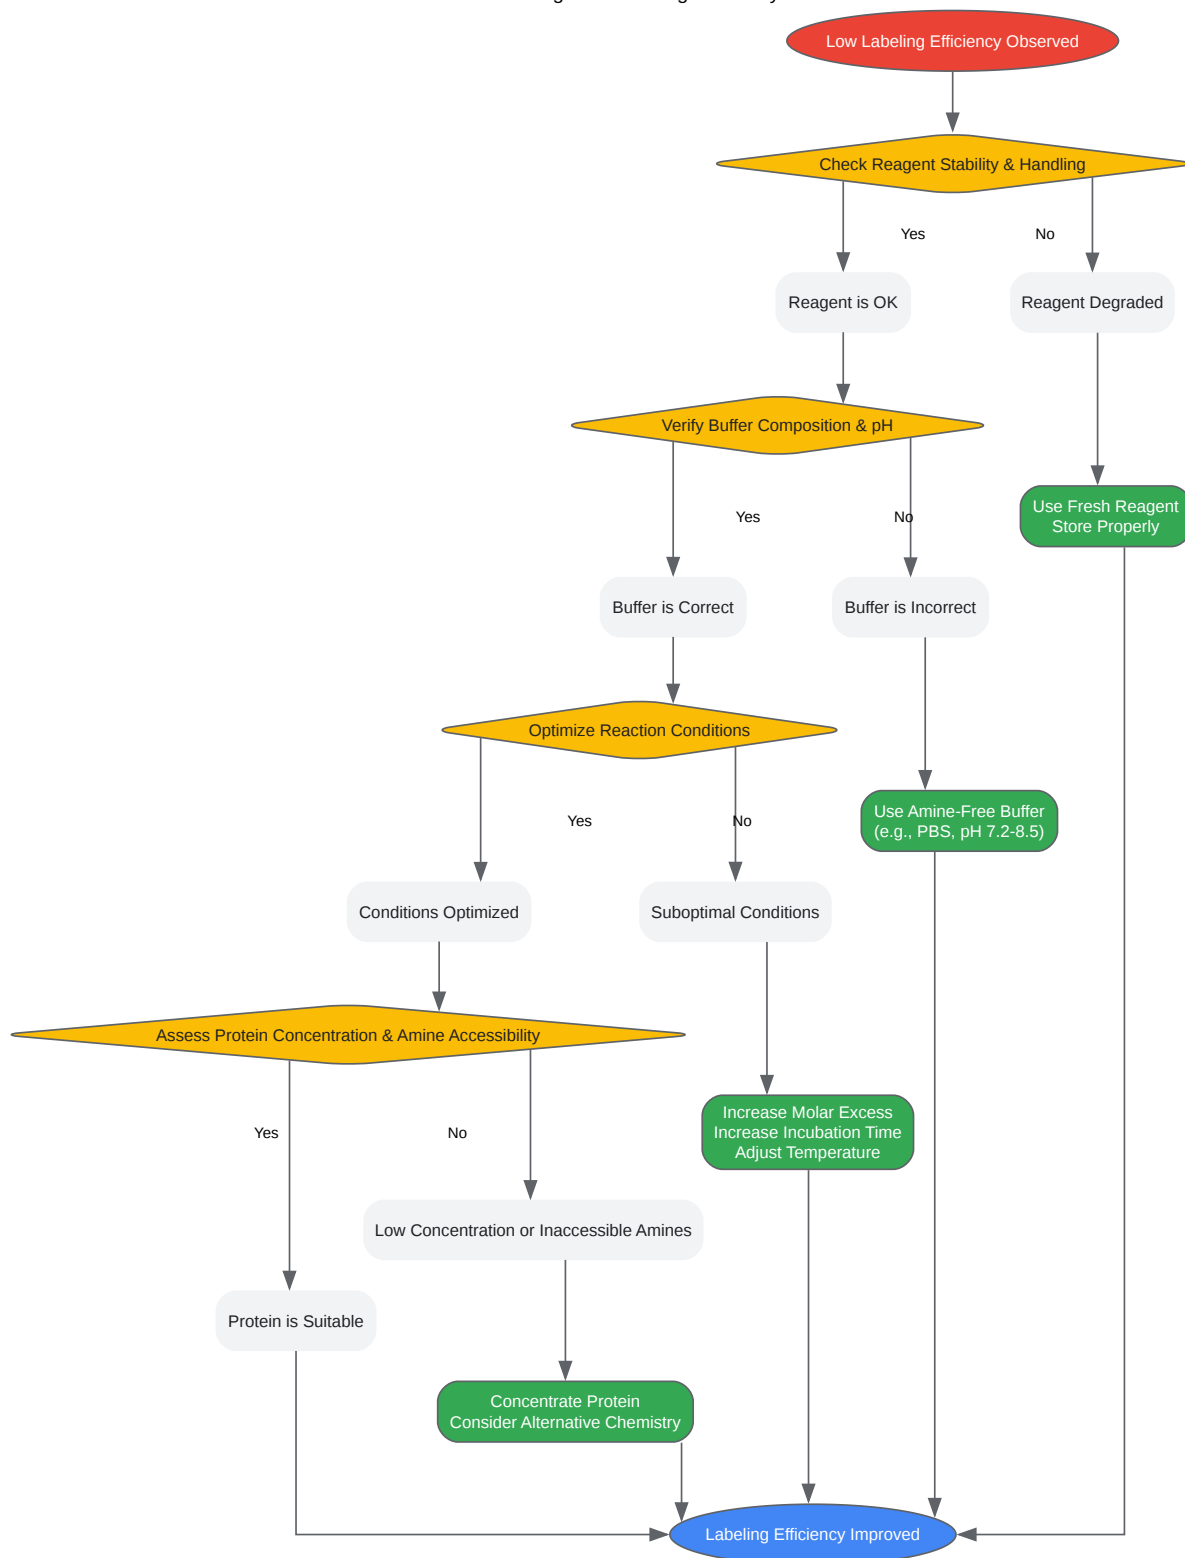 Low Labeling Efficiency Observed
Check Reagent Stability & Handling
Yes
No
Reagent is OK
Reagent Degraded
Verify Buffer Composition & pH
Use Fresh Reagent
Store Properly
Yes
No
Buffer is Correct
Buffer is Incorrect
Optimize Reaction Conditions
Use Amine-Free Buffer
(e.g., PBS, pH 7.2-8.5)
Yes
No
Conditions Optimized
Suboptimal Conditions
Assess Protein Concentration & Amine Accessibility
Increase Molar Excess
Increase Incubation Time
Adjust Temperature
Yes
No
Low Concentration or Inaccessible Amines
Protein is Suitable
Concentrate Protein
Consider Alternative Chemistry
Labeling Efficiency Improved